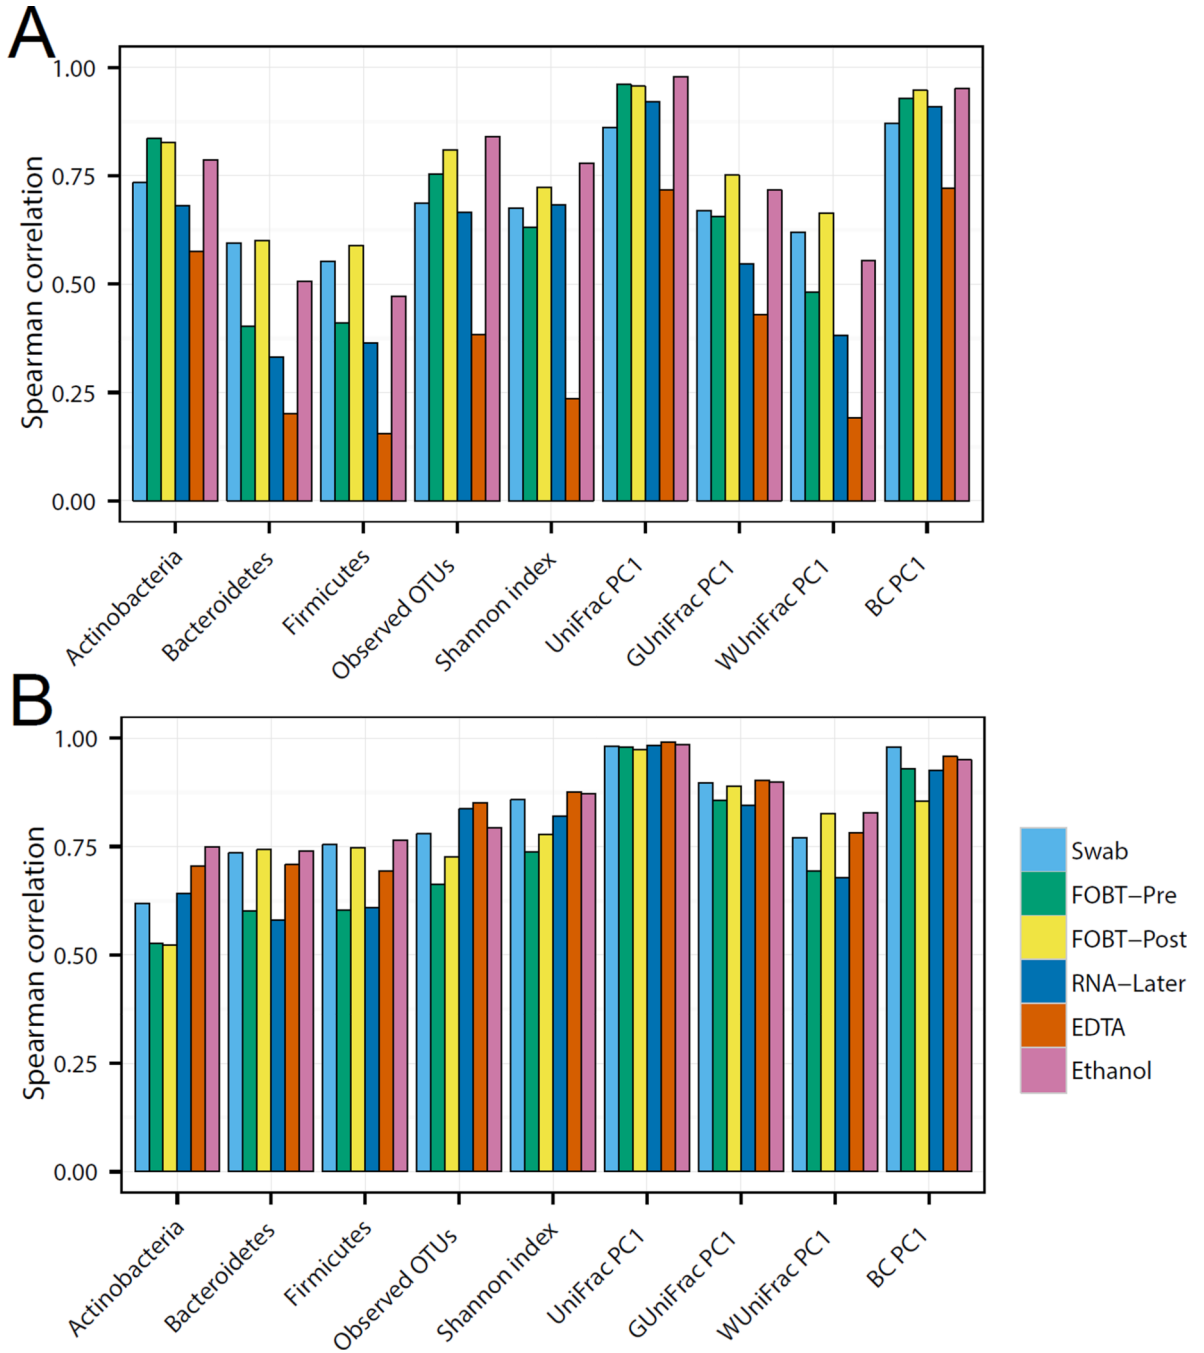 A
1.00
0.75
0.50
0.25
0.00
Spearman correlation
Actinobacteria
Bacteroidetes
Firmicutes
Observed OTUs
Shannon index
UniFrac PC1
GUniFrac PC1
WUniFrac PC1
BC PC1
B
1.00
0.75
0.50
0.25
0.00
Spearman correlation
Actinobacteria
Bacteroidetes
Firmicutes
Observed OTUs
Shannon index
UniFrac PC1
GUniFrac PC1
WUniFrac PC1
BC PC1
Swab
FOBT−Pre
FOBT−Post
RNA−Later
EDTA
Ethanol